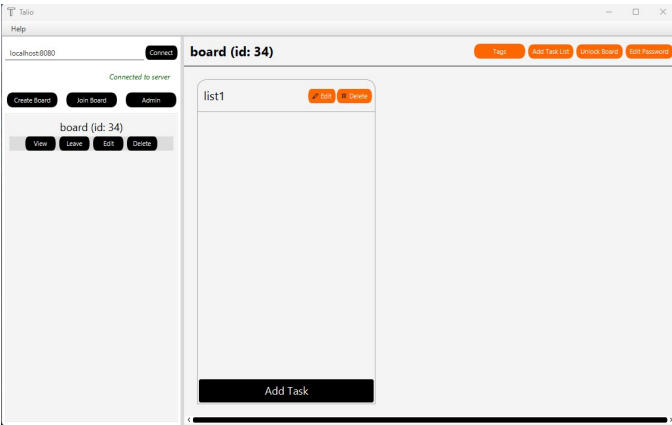 Talio
Help
localhost:8080 Connect
Connected to server
Create Board Join Board Admin
board (id: 34)
View Leave Edit Delete
board (id: 34) Tags Add Task List Unlock Board Edit Password
list1 Edit Delete
Add Task